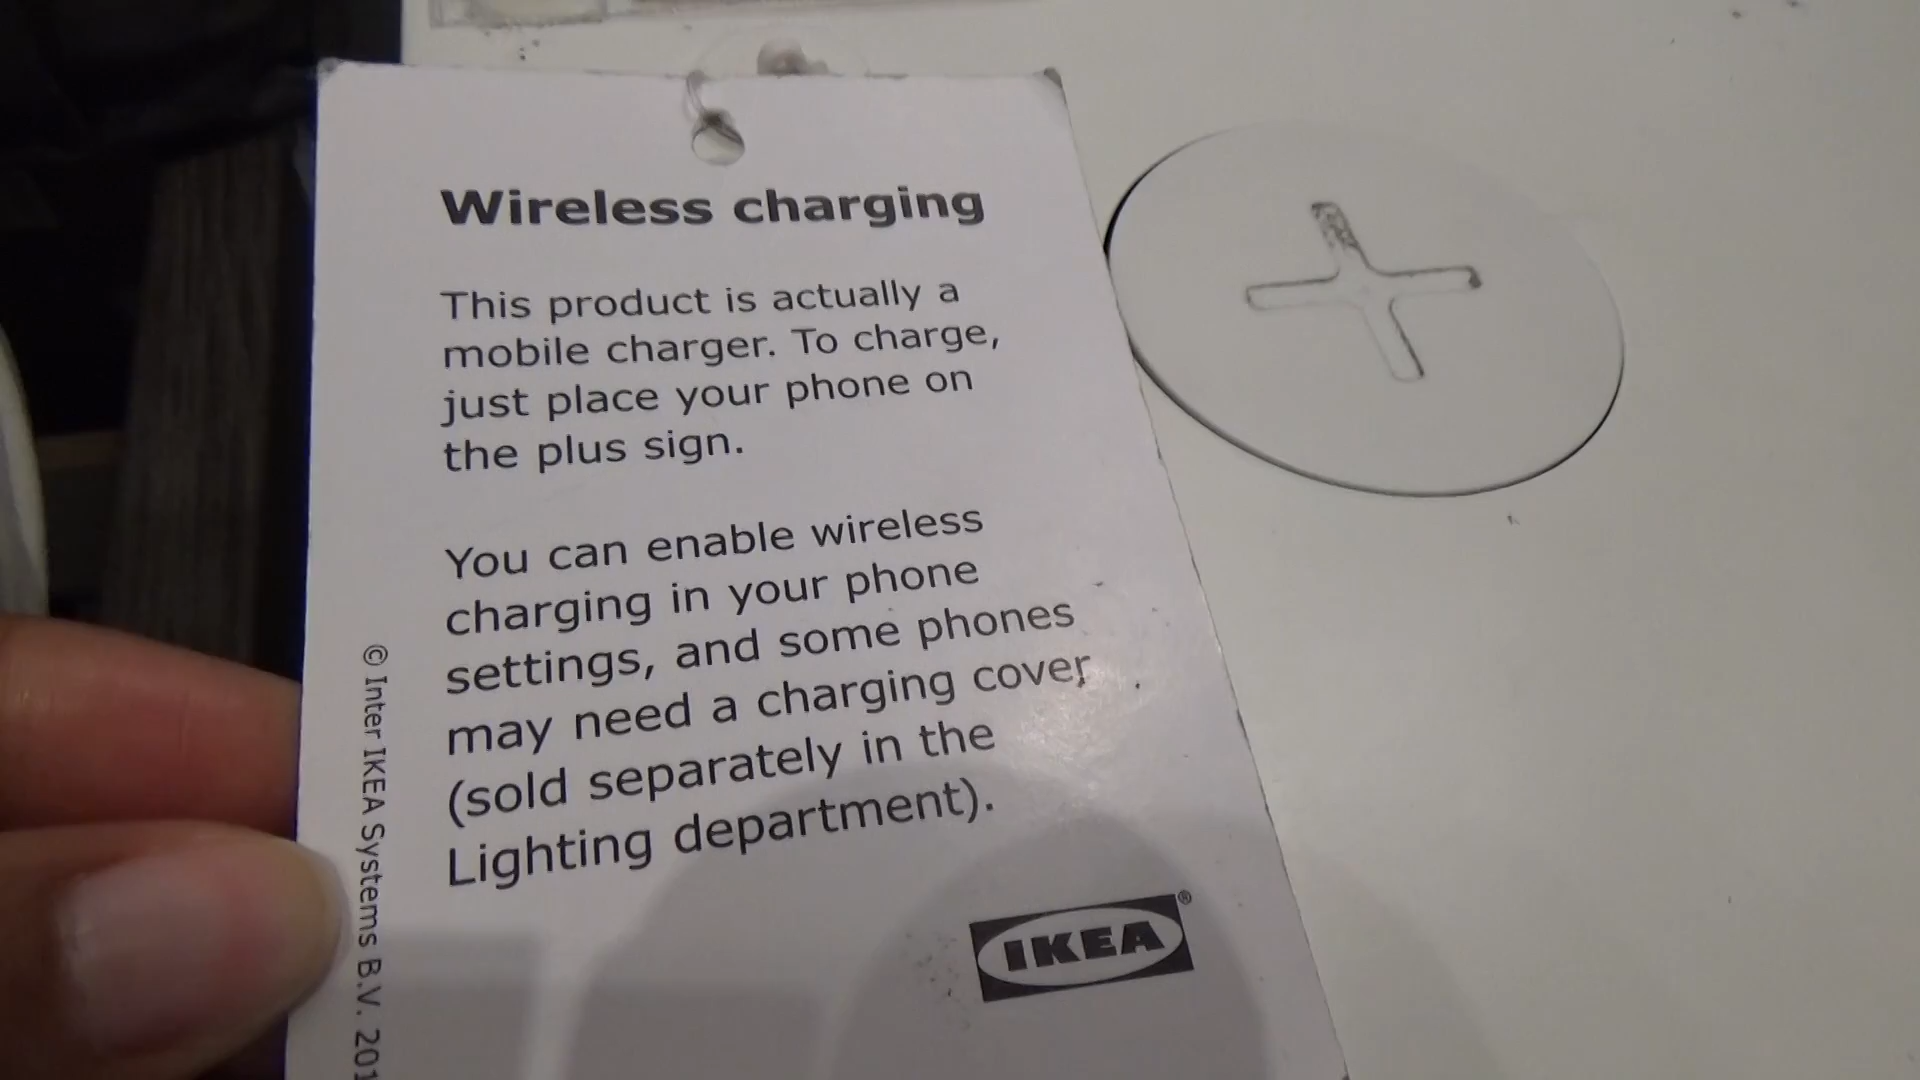 Wireless charging
This product is actually a
mobile charger. To charge,
just place your phone on
the plus sign.
You can enable wireless
charging in your phone
settings, and some phones
may need a charging cover
(sold separately in the
Lighting department).
© Inter IKEA Systems B.V. 201
IKEA®